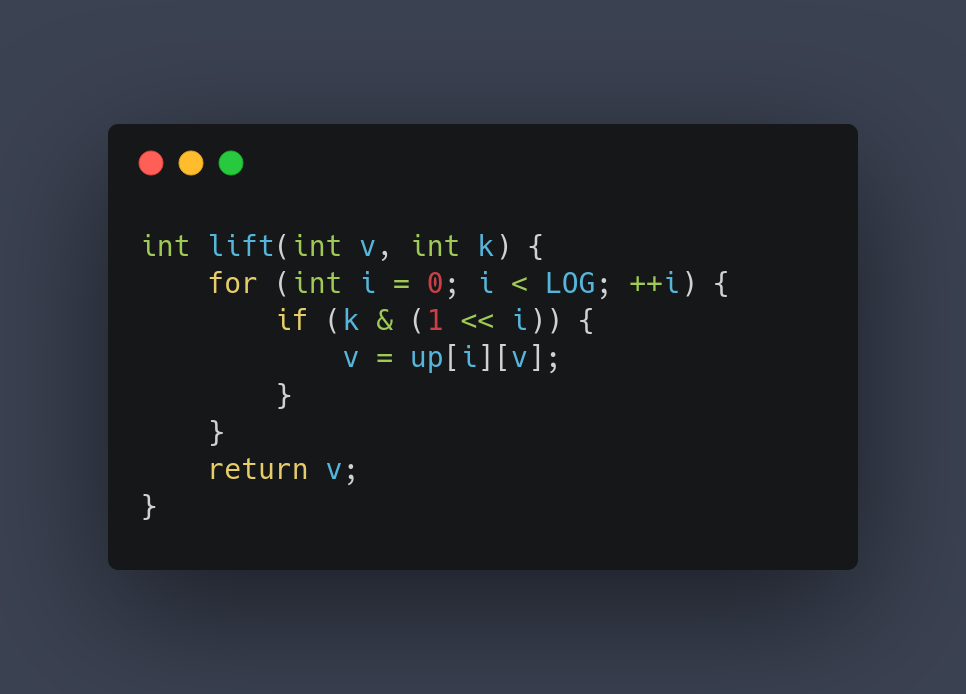 int lift(int v, int k) {
    for (int i = 0; i < LOG; ++i) {
        if (k & (1 << i)) {
            v = up[i][v];
        }
    }
    return v;
}